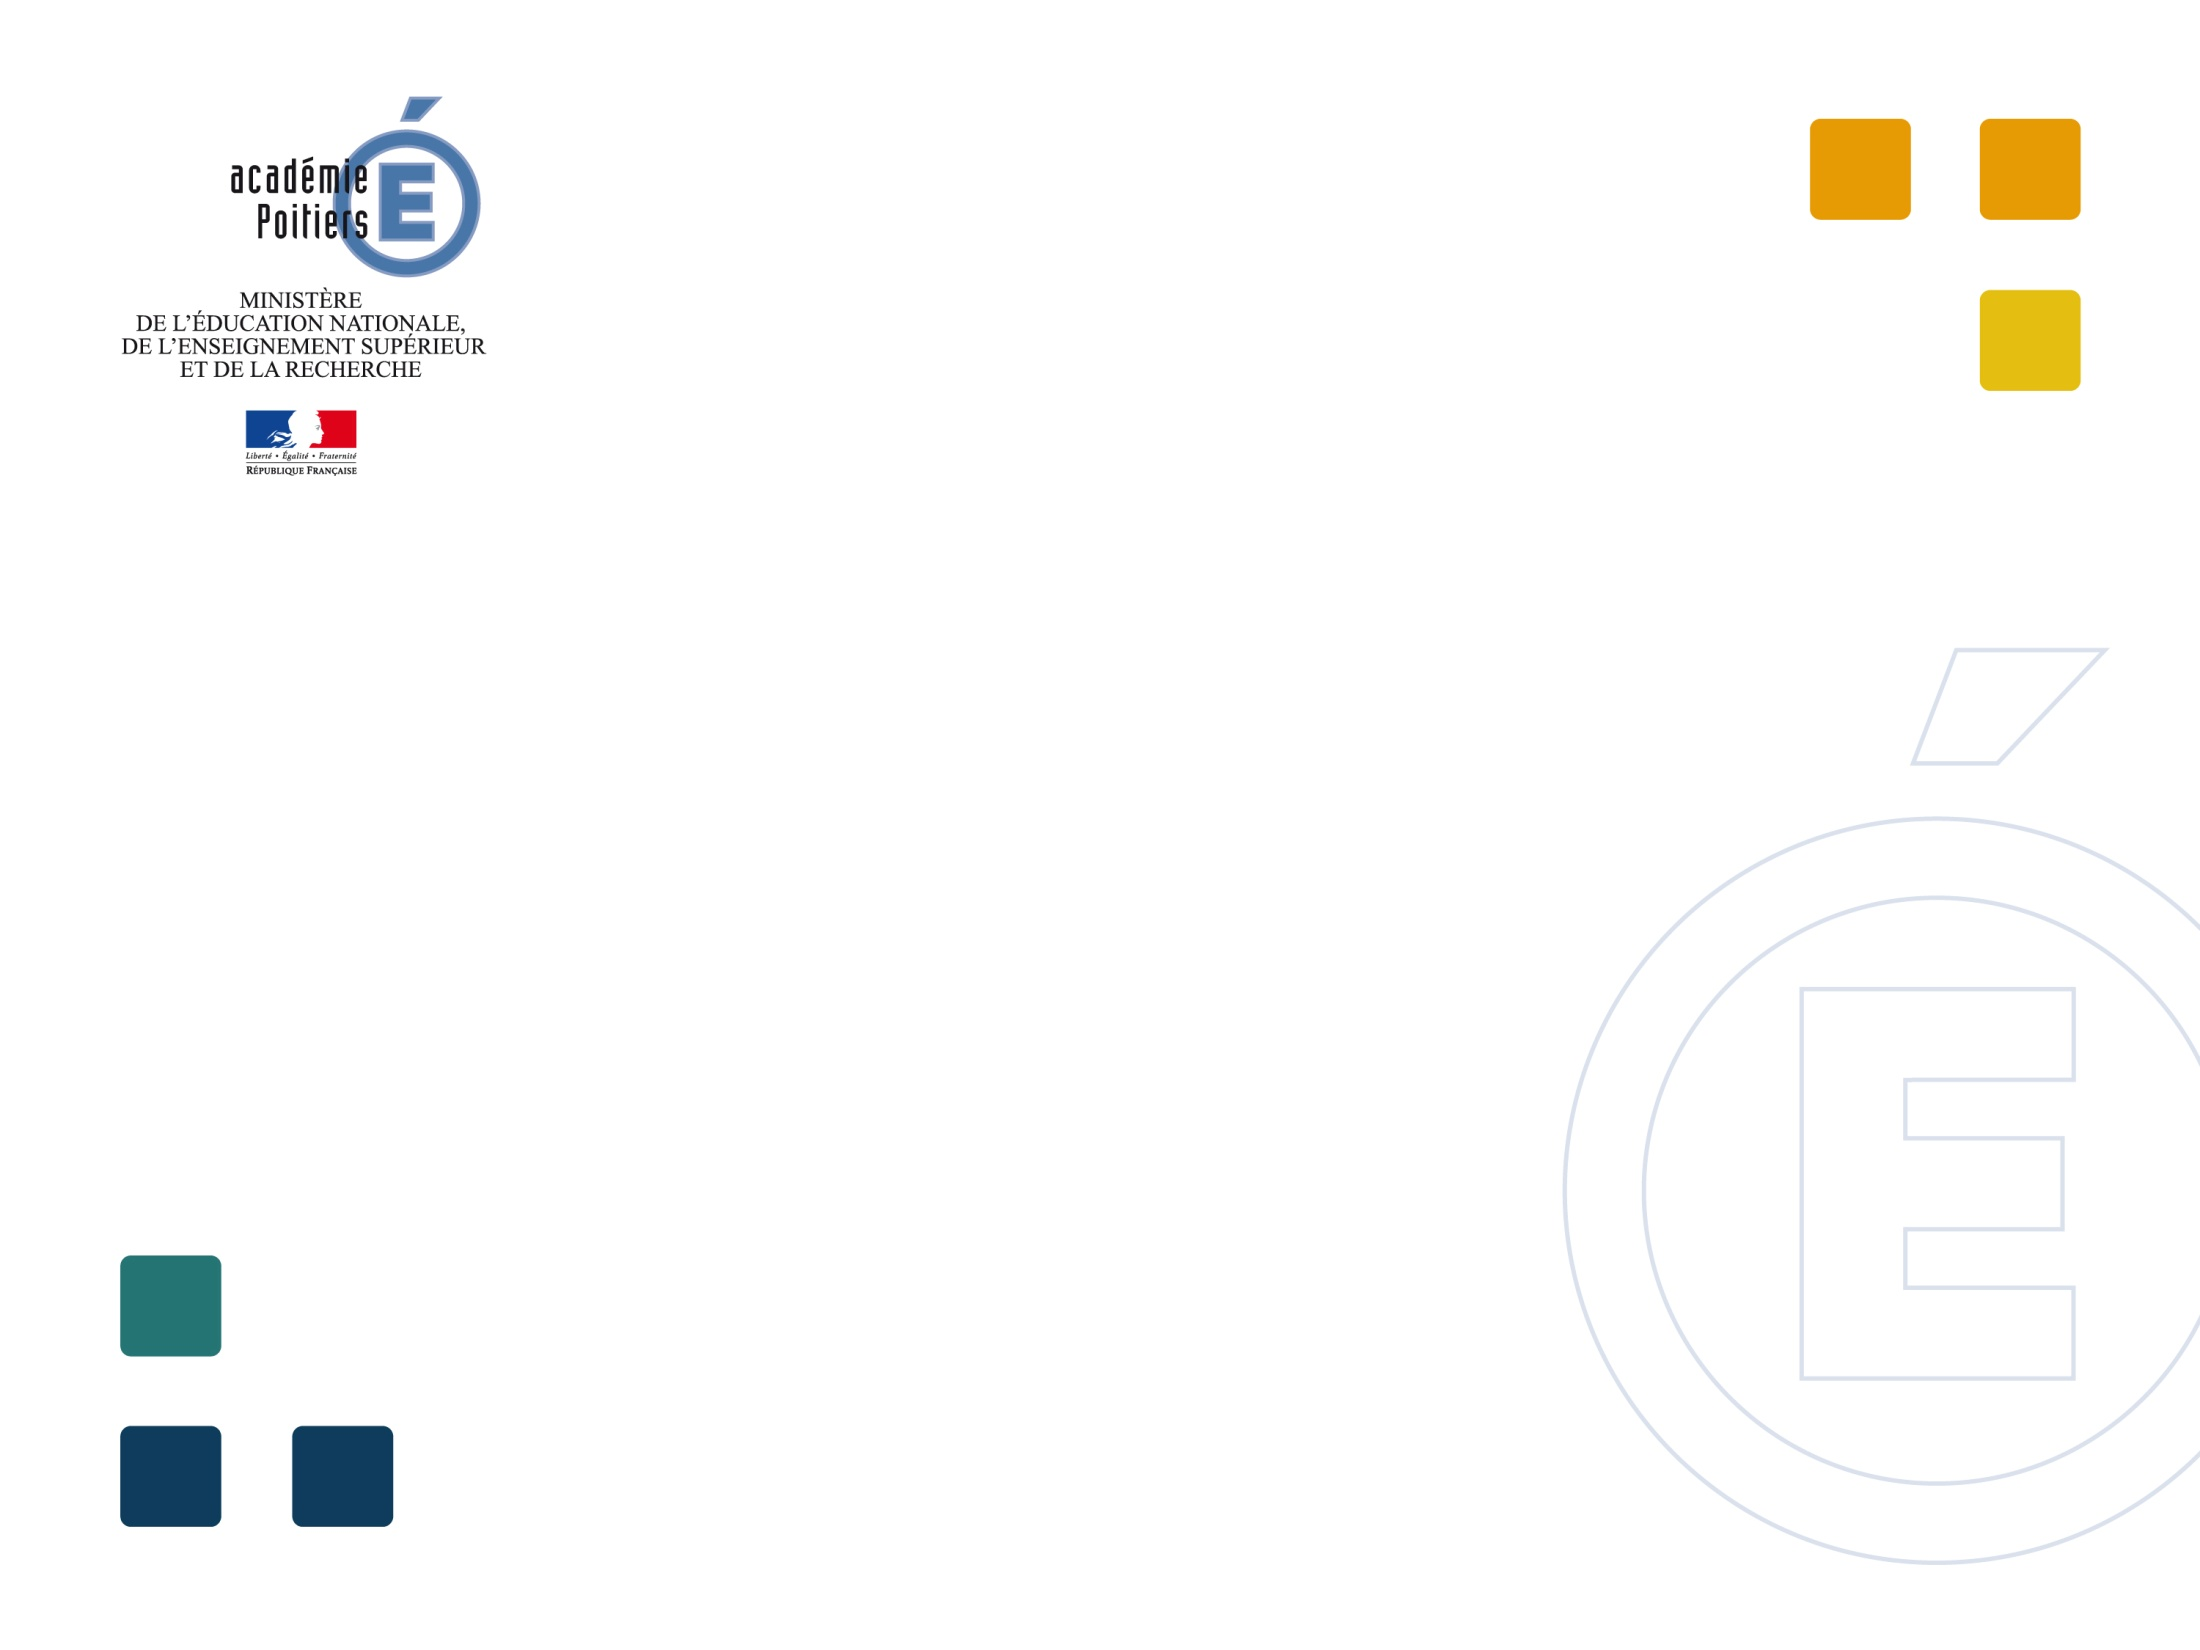 académie
Poitiers
É
MINISTÈRE
DE L’ÉDUCATION NATIONALE,
DE L’ENSEIGNEMENT SUPÉRIEUR
ET DE LA RECHERCHE
Liberté • Égalité • Fraternité
RÉPUBLIQUE FRANÇAISE
É